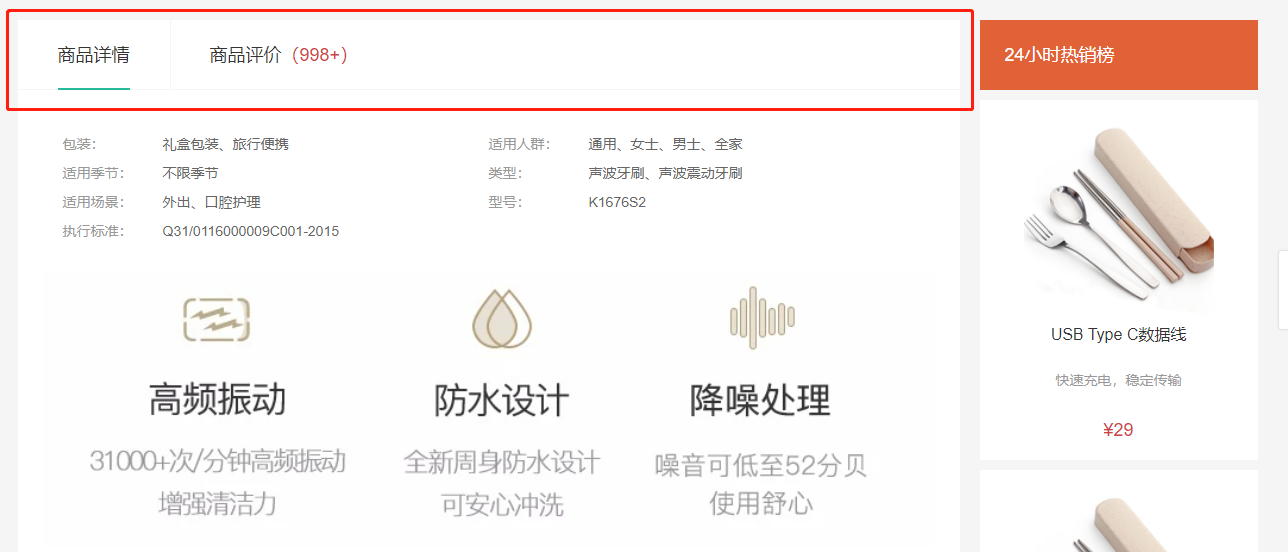 商品详情
商品评价（998+）
包装：
礼盒包装、旅行便携
适用人群：
通用、女士、男士、全家
适用季节：
不限季节
类型：
声波牙刷、声波震动牙刷
适用场景：
外出、口腔护理
型号：
K1676S2
执行标准：
Q31/0116000009C001-2015
高频振动
31000+次/分钟高频振动
增强清洁力
防水设计
全新周身防水设计
可安心冲洗
降噪处理
噪音可低至52分贝
使用舒心
24小时热销榜
USB Type C数据线
快速充电，稳定传输
¥29